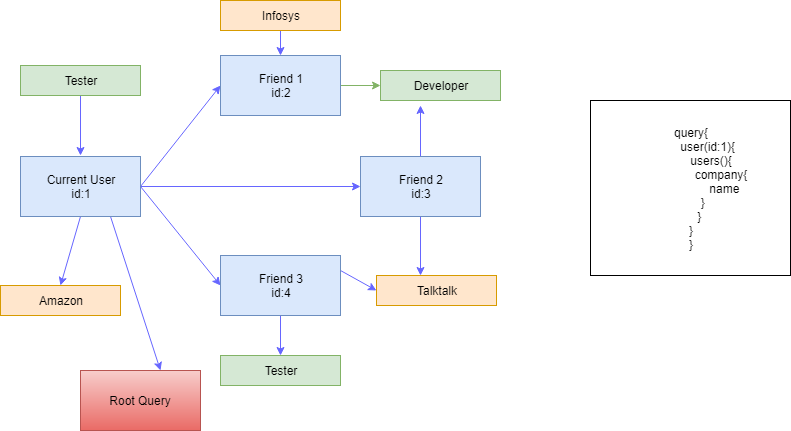 Infosys
Tester
Friend 1
id:2
Developer
Current User
id:1
Friend 2
id:3
Friend 3
id:4
Amazon
Talktalk
Tester
Root Query
query{
user(id:1){
users(){
company{
name
}
}
}
}